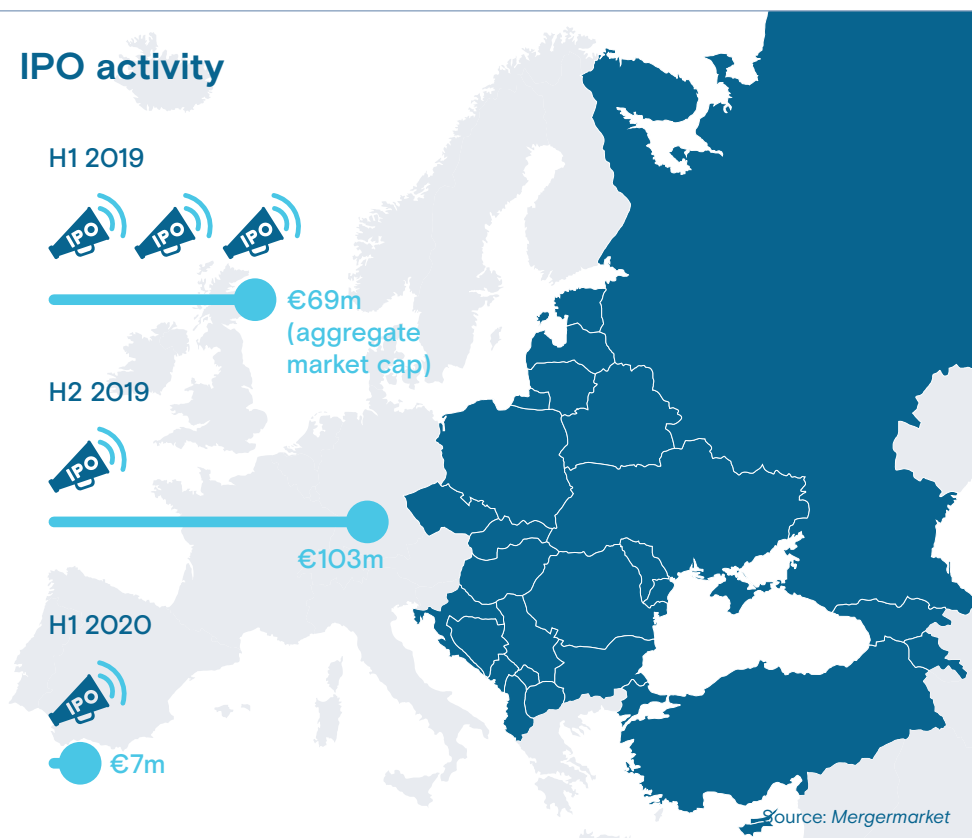 IPO activity
H1 2019
IPO IPO IPO
€69m
(aggregate
market cap)
H2 2019
IPO
€103m
H1 2020
IPO
€7m
Source: Mergermarket